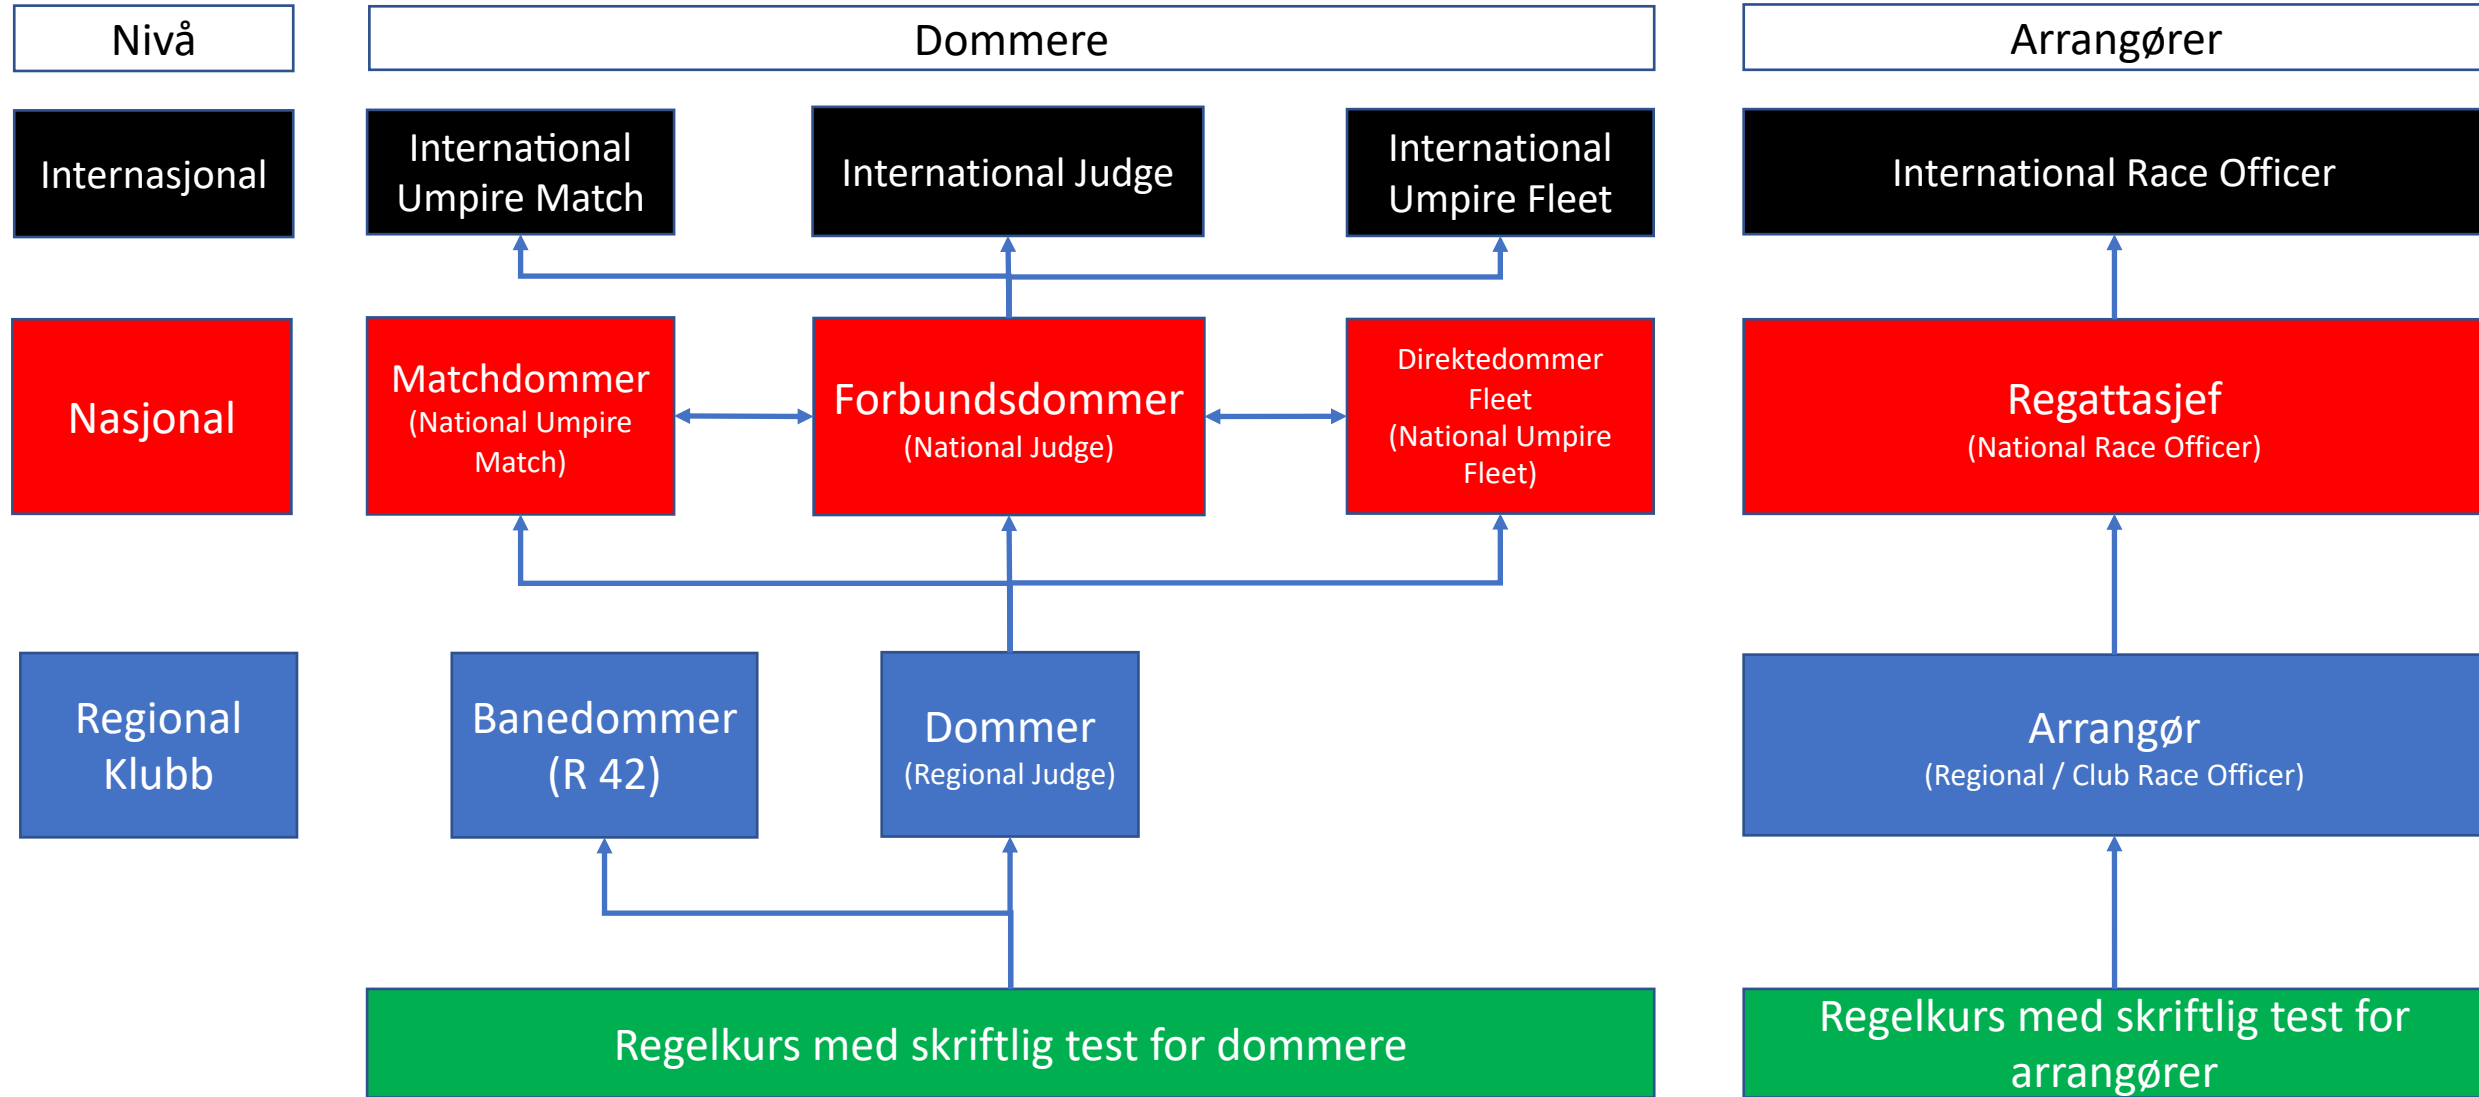 Nivå
Dommere
Arrangører
Internasjonal
International
Umpire Match
International Judge
International
Umpire Fleet
International Race Officer
Nasjonal
Matchdommer
(National Umpire
Match)
Forbundsdommer
(National Judge)
Direktedommer
Fleet
(National Umpire
Fleet)
Regattasjef
(National Race Officer)
Regional
Klubb
Banedommer
(R 42)
Dommer
(Regional Judge)
Arrangør
(Regional / Club Race Officer)
Regelkurs med skriftlig test for dommere
Regelkurs med skriftlig test for
arrangører